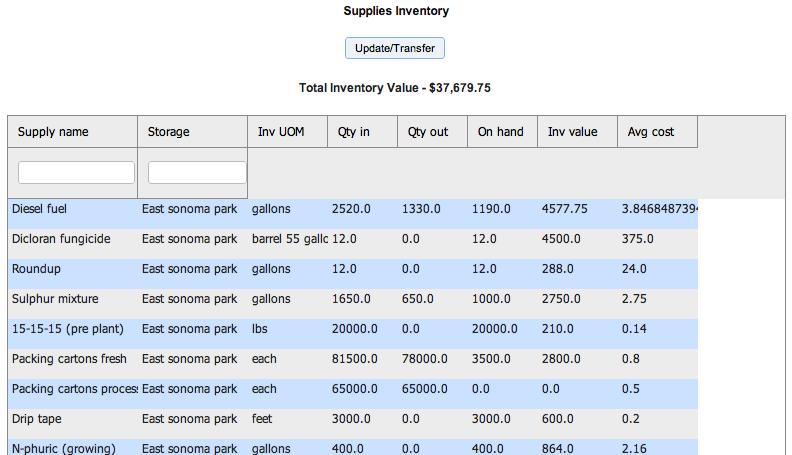 Supplies Inventory
Update/Transfer
Total Inventory Value - $37,679.75
Supply name Storage Inv UOM Qty in Qty out On hand Inv value Avg cost
Diesel fuel East sonoma park gallons 2520.0 1330.0 1190.0 4577.75 3.8468487394
Dicloran fungicide East sonoma park barrel 55 gallc 12.0 0.0 12.0 4500.0 375.0
Roundup East sonoma park gallons 12.0 0.0 12.0 288.0 24.0
Sulphur mixture East sonoma park gallons 1650.0 650.0 1000.0 2750.0 2.75
15-15-15 (pre plant) East sonoma park lbs 20000.0 0.0 20000.0 210.0 0.14
Packing cartons fresh East sonoma park each 81500.0 78000.0 3500.0 2800.0 0.8
Packing cartons process East sonoma park each 65000.0 65000.0 0.0 0.0 0.5
Drip tape East sonoma park feet 3000.0 0.0 3000.0 600.0 0.2
N-phuric (growing) East sonoma park gallons 400.0 0.0 400.0 864.0 2.16